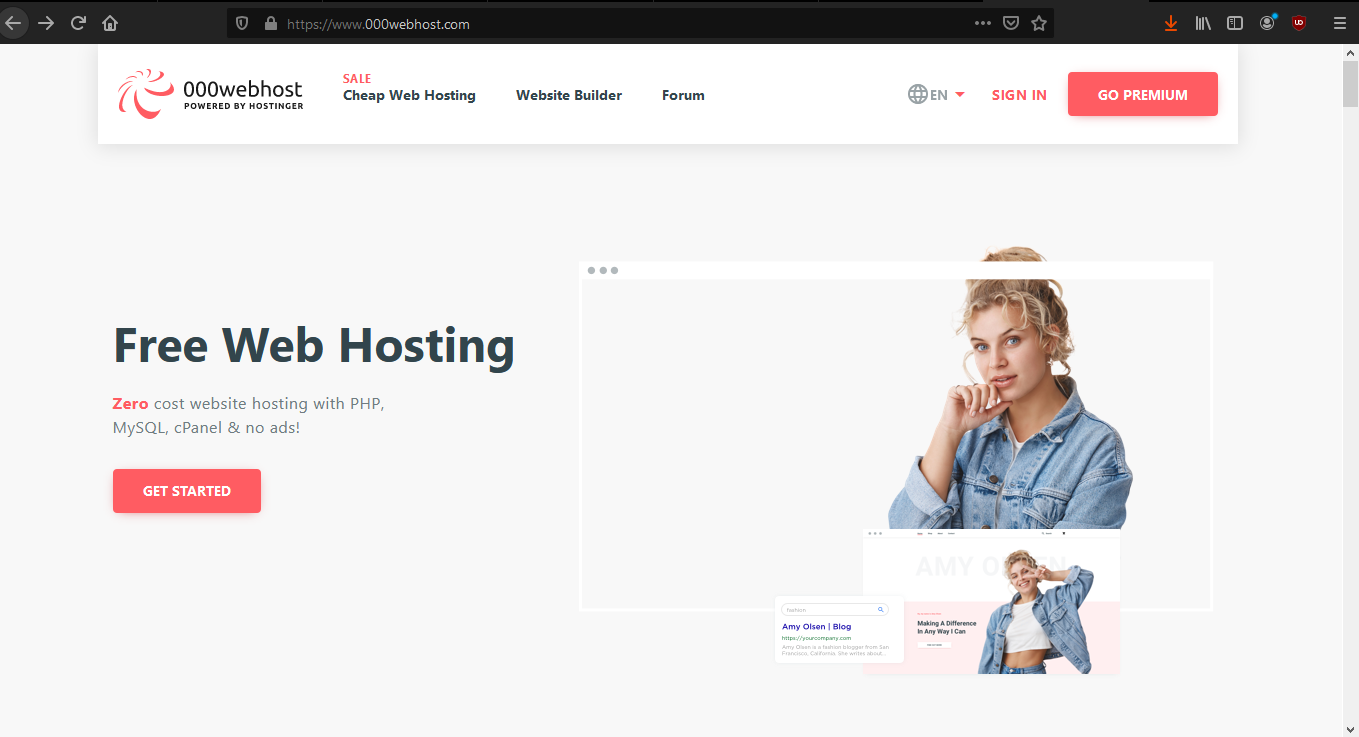 https://www.000webhost.com
000webhost
POWERED BY HOSTINGER
SALE
Cheap Web Hosting
Website Builder
Forum
EN
SIGN IN
GO PREMIUM
Free Web Hosting
Zero cost website hosting with PHP,
MySQL, cPanel & no ads!
GET STARTED
AMY OLSEN
fashion
Amy Olsen | Blog
https://yourcompany.com
Amy Olsen is a fashion blogger from San
Francisco, California. She writes about...
Making A Difference
In Any Way I Can